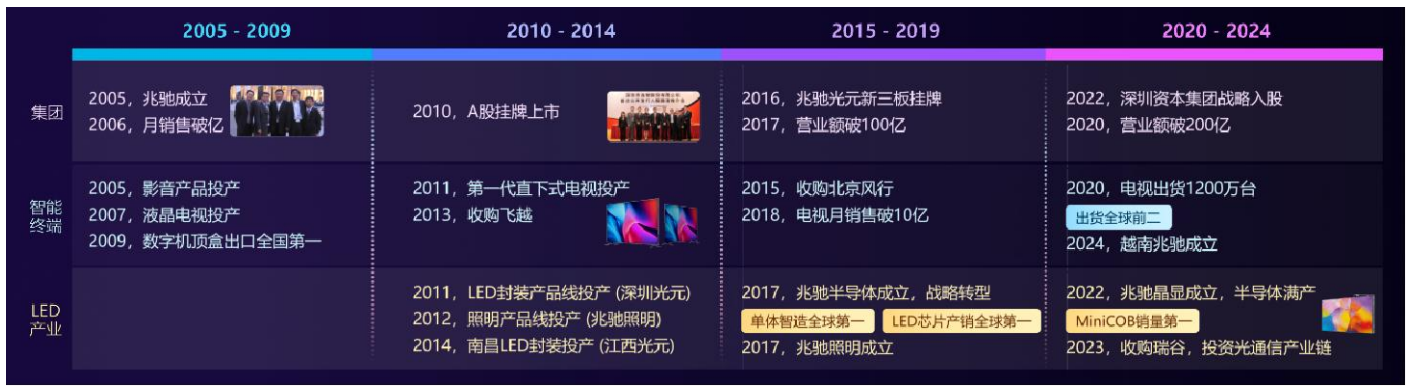 2005 - 2009
2010 - 2014
2015 - 2019
2020 - 2024
集团
2005，兆驰成立
2006，月销售破亿
2010，A股挂牌上市
2016，兆驰光元新三板挂牌
2017，营业额破100亿
2022，深圳资本集团战略入股
2020，营业额破200亿
智能
终端
2005，影音产品投产
2007，液晶电视投产
2009，数字机顶盒出口全国第一
2011，第一代直下式电视投产
2013，收购飞越
2015，收购北京风行
2018，电视月销售破10亿
2020，电视出货1200万台
出货全球前二
2024，越南兆驰成立
LED
产业
2011，LED封装产品线投产 (深圳光元)
2012，照明产品线投产 (兆驰照明)
2014，南昌LED封装投产 (江西光元)
2017，兆驰半导体成立，战略转型
单体智造全球第一
LED芯片产销全球第一
2017，兆驰照明成立
2022，兆驰晶显成立，半导体满产
MiniCOB销量第一
2023，收购瑞谷，投资光通信产业链